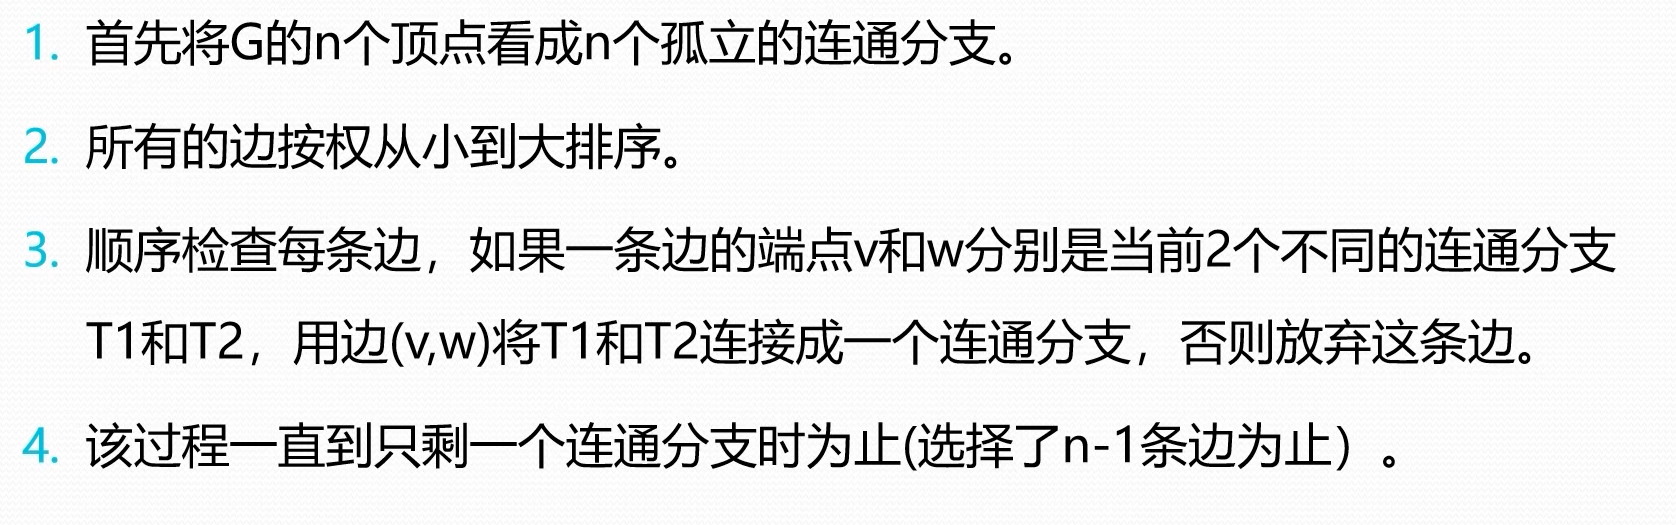 1. 首先将G的n个顶点看成n个孤立的连通分支。
2. 所有的边按权从小到大排序。
3. 顺序检查每条边，如果一条边的端点v和w分别是当前2个不同的连通分支
T1和T2，用边(v,w)将T1和T2连接成一个连通分支，否则放弃这条边。
4. 该过程一直到只剩一个连通分支时为止(选择了n-1条边为止）。